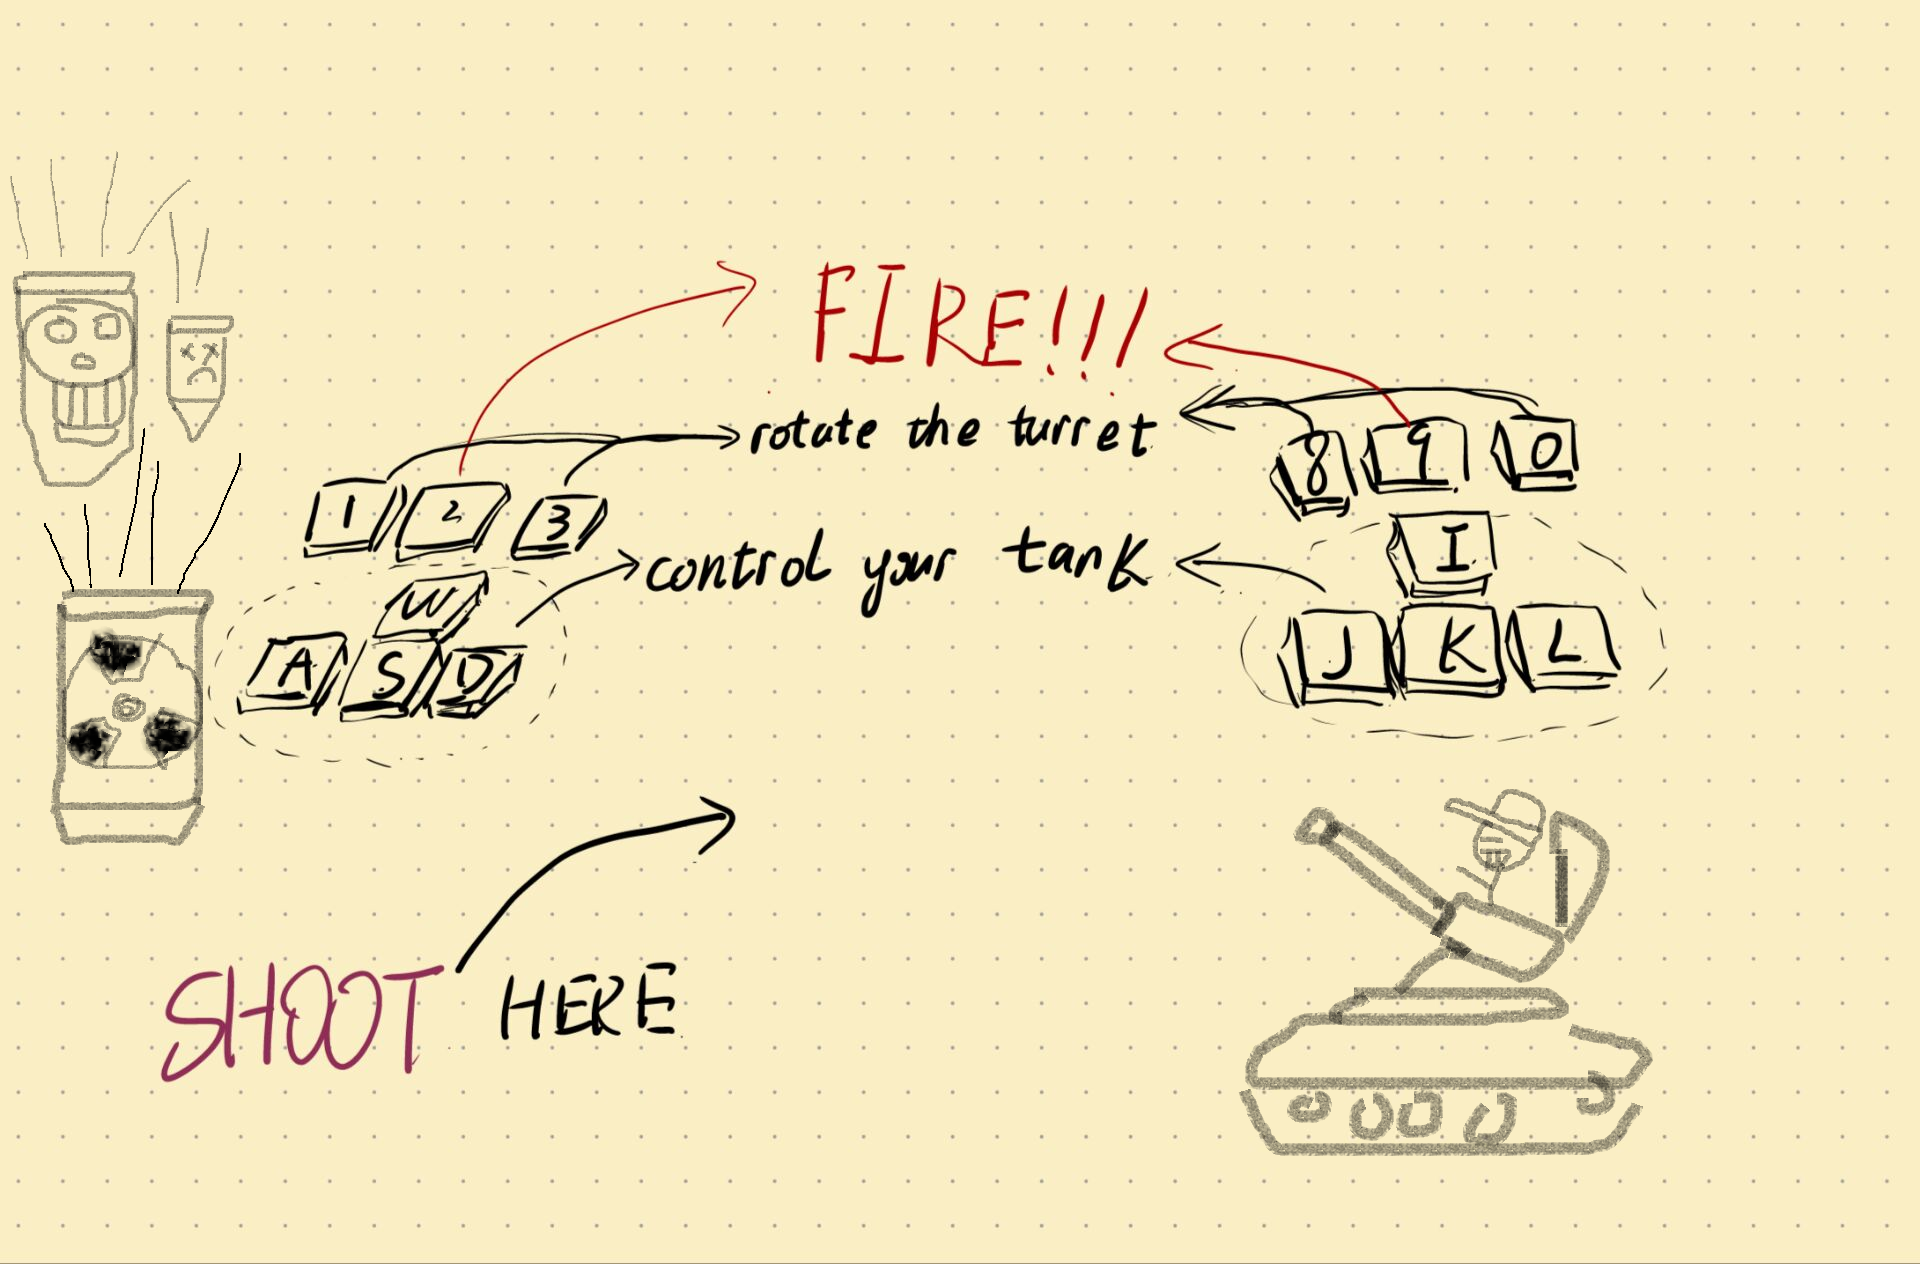 FIRE!!!
rotate the turret
1 2 3
8 9 0
control your tank
W
A S D
I
J K L
SHOOT HERE